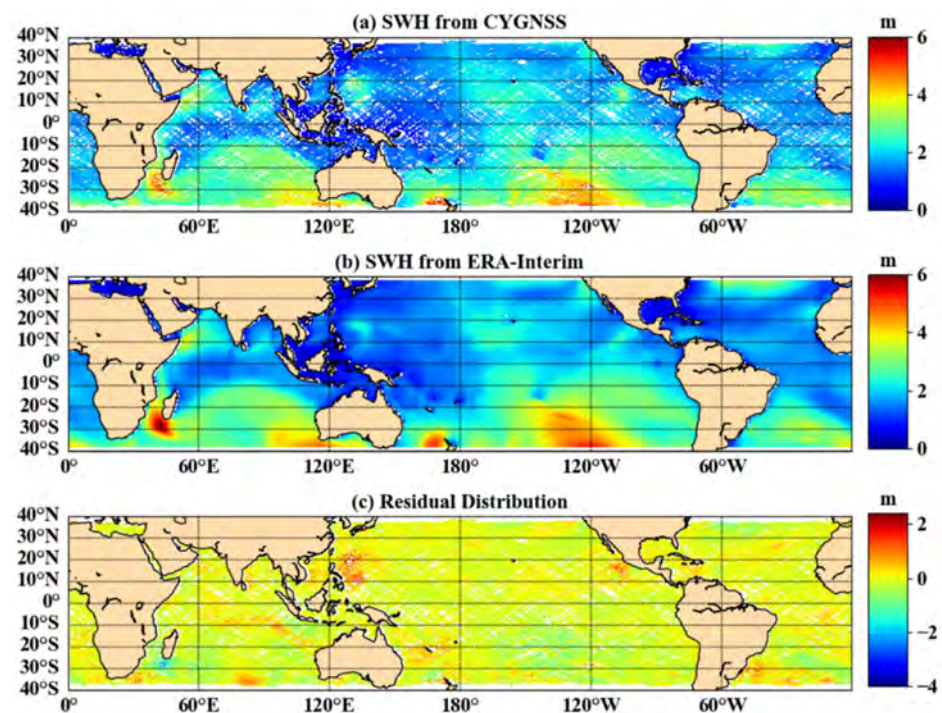 (a) SWH from CYGNSS
m
40°N
30°N
20°N
10°N
0°
10°S
20°S
30°S
40°S
0°
60°E
120°E
180°
120°W
60°W
6
4
2
0
(b) SWH from ERA-Interim
m
40°N
30°N
20°N
10°N
0°
10°S
20°S
30°S
40°S
0°
60°E
120°E
180°
120°W
60°W
6
4
2
0
(c) Residual Distribution
m
40°N
30°N
20°N
10°N
0°
10°S
20°S
30°S
40°S
0°
60°E
120°E
180°
120°W
60°W
2
0
−2
−4